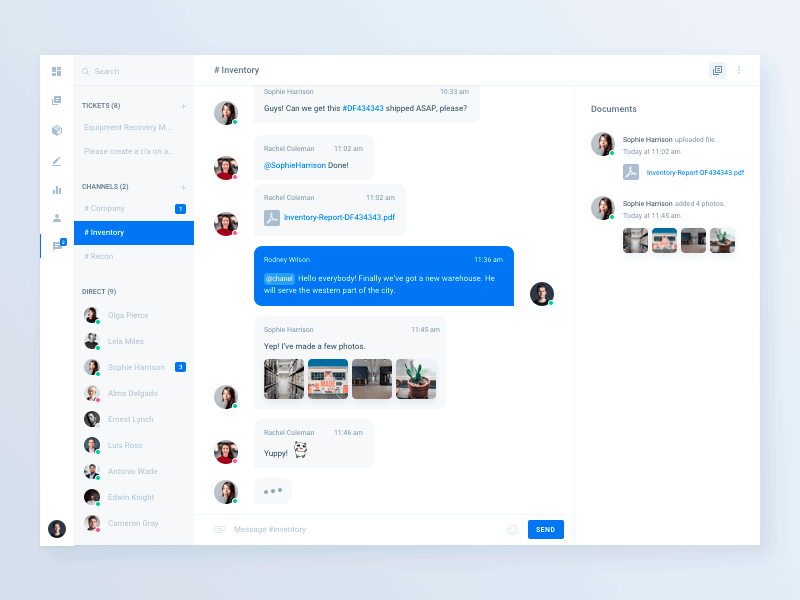 Search
TICKETS (8)
+
Equipment Recovery M...
Please create a r/a on a...
CHANNELS (2)
+
# Company
1
# Inventory
2
# Recon
DIRECT (9)
Olga Pierce
Lela Miles
Sophie Harrison
3
Alma Delgado
Ernest Lynch
Luis Ross
Antonio Wade
Edwin Knight
Cameron Gray
# Inventory
Sophie Harrison 10:33 am
Guys! Can we get this #DF434343 shipped ASAP, please?
Rachel Coleman 11:02 am
@SophieHarrison Done!
Rachel Coleman 11:02 am
Inventory-Report-DF434343.pdf
Rodney Wilson 11:36 am
@chanel Hello everybody! Finally we've got a new warehouse. He
will serve the western part of the city.
Sophie Harrison 11:45 am
Yep! I've made a few photos.
MADE
Rachel Coleman 11:46 am
Yuppy!
Message #inventory
SEND
Documents
Sophie Harrison uploaded file.
Today at 11:02 am
Inventory-Report-DF434343.pdf
Sophie Harrison added 4 photos.
Today at 11:45 am